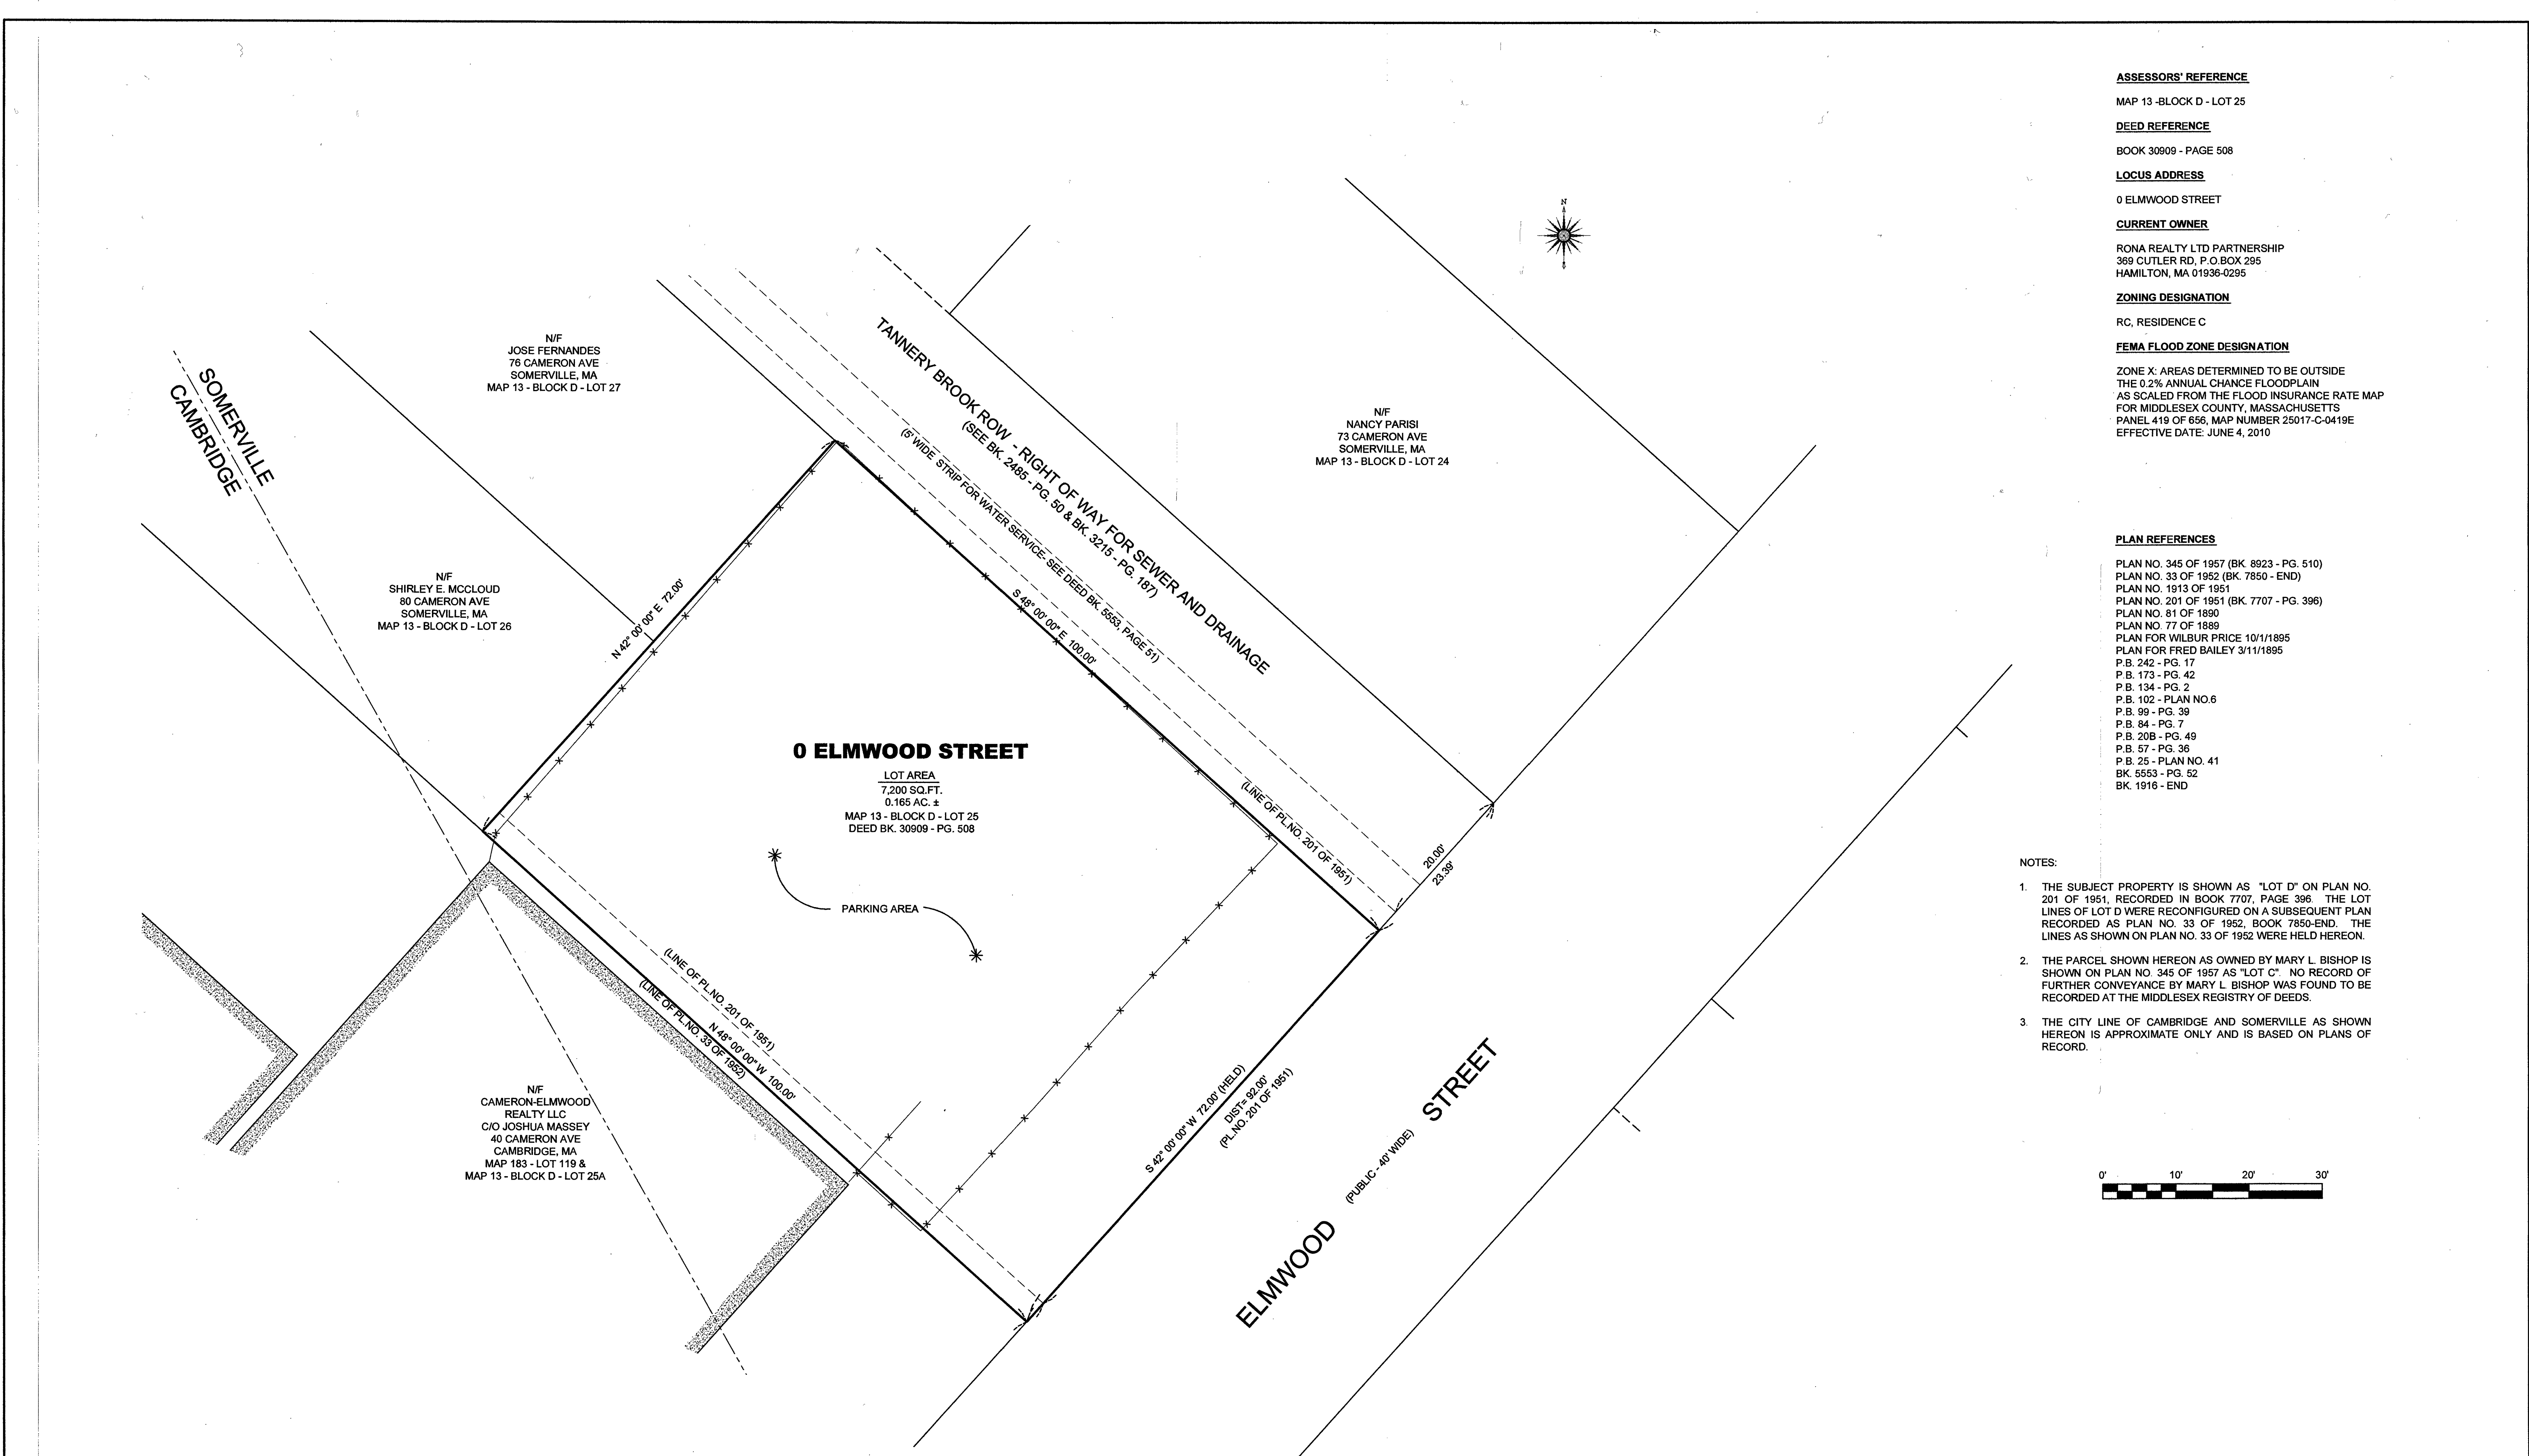 ASSESSORS' REFERENCE
MAP 13 -BLOCK D - LOT 25
DEED REFERENCE
BOOK 30909 - PAGE 508
LOCUS ADDRESS
0 ELMWOOD STREET
CURRENT OWNER
RONA REALTY LTD PARTNERSHIP
369 CUTLER RD, P.O.BOX 295
HAMILTON, MA 01936-0295
ZONING DESIGNATION
RC, RESIDENCE C
FEMA FLOOD ZONE DESIGNATION
ZONE X: AREAS DETERMINED TO BE OUTSIDE
THE 0.2% ANNUAL CHANCE FLOODPLAIN
AS SCALED FROM THE FLOOD INSURANCE RATE MAP
FOR MIDDLESEX COUNTY, MASSACHUSETTS
PANEL 419 OF 656, MAP NUMBER 25017-C-0419E
EFFECTIVE DATE: JUNE 4, 2010
PLAN REFERENCES
PLAN NO. 345 OF 1957 (BK. 8923 - PG. 510)
PLAN NO. 33 OF 1952 (BK. 7850 - END)
PLAN NO. 1913 OF 1951
PLAN NO. 201 OF 1951 (BK. 7707 - PG. 396)
PLAN NO. 81 OF 1890
PLAN NO. 77 OF 1889
PLAN FOR WILBUR PRICE 10/1/1895
PLAN FOR FRED BAILEY 3/11/1895
P.B. 242 - PG. 17
P.B. 173 - PG. 42
P.B. 134 - PG. 2
P.B. 102 - PLAN NO.6
P.B. 99 - PG. 39
P.B. 84 - PG. 7
P.B. 20B - PG. 49
P.B. 57 - PG. 36
P.B. 25 - PLAN NO. 41
BK. 5553 - PG. 52
BK. 1916 - END
NOTES:
1. THE SUBJECT PROPERTY IS SHOWN AS "LOT D" ON PLAN NO.
201 OF 1951, RECORDED IN BOOK 7707, PAGE 396. THE LOT
LINES OF LOT D WERE RECONFIGURED ON A SUBSEQUENT PLAN
RECORDED AS PLAN NO. 33 OF 1952, BOOK 7850-END. THE
LINES AS SHOWN ON PLAN NO. 33 OF 1952 WERE HELD HEREON.
2. THE PARCEL SHOWN HEREON AS OWNED BY MARY L. BISHOP IS
SHOWN ON PLAN NO. 345 OF 1957 AS "LOT C". NO RECORD OF
FURTHER CONVEYANCE BY MARY L. BISHOP WAS FOUND TO BE
RECORDED AT THE MIDDLESEX REGISTRY OF DEEDS.
3. THE CITY LINE OF CAMBRIDGE AND SOMERVILLE AS SHOWN
HEREON IS APPROXIMATE ONLY AND IS BASED ON PLANS OF
RECORD.
0' 10' 20' 30'
N
SOMERVILLE
CAMBRIDGE
N/F
JOSE FERNANDES
76 CAMERON AVE
SOMERVILLE, MA
MAP 13 - BLOCK D - LOT 27
N/F
SHIRLEY E. MCCLOUD
80 CAMERON AVE
SOMERVILLE, MA
MAP 13 - BLOCK D - LOT 26
N/F
NANCY PARISI
73 CAMERON AVE
SOMERVILLE, MA
MAP 13 - BLOCK D - LOT 24
TANNERY BROOK ROW - RIGHT OF WAY FOR SEWER AND DRAINAGE
(SEE BK. 2485 - PG. 50 & BK. 3215 - PG. 187)
(5' WIDE STRIP FOR WATER SERVICE- SEE DEED BK. 5553, PAGE 51)
N 42° 00' 00" E 72.00'
S 48° 00' 00" E 100.00'
(LINE OF PL.NO. 201 OF 1951)
20.00'
23.39'
0 ELMWOOD STREET
LOT AREA
7,200 SQ.FT.
0.165 AC. ±
MAP 13 - BLOCK D - LOT 25
DEED BK. 30909 - PG. 508
PARKING AREA
(LINE OF PL.NO. 201 OF 1951)
(LINE OF PL.NO. 33 OF 1952)
N 48° 00' 00" W 100.00'
S 42° 00' 00" W 72.00' (HELD)
DIST= 92.00'
(PL.NO. 201 OF 1951)
N/F
CAMERON-ELMWOOD
REALTY LLC
C/O JOSHUA MASSEY
40 CAMERON AVE
CAMBRIDGE, MA
MAP 183 - LOT 119 &
MAP 13 - BLOCK D - LOT 25A
ELMWOOD (PUBLIC - 40' WIDE) STREET